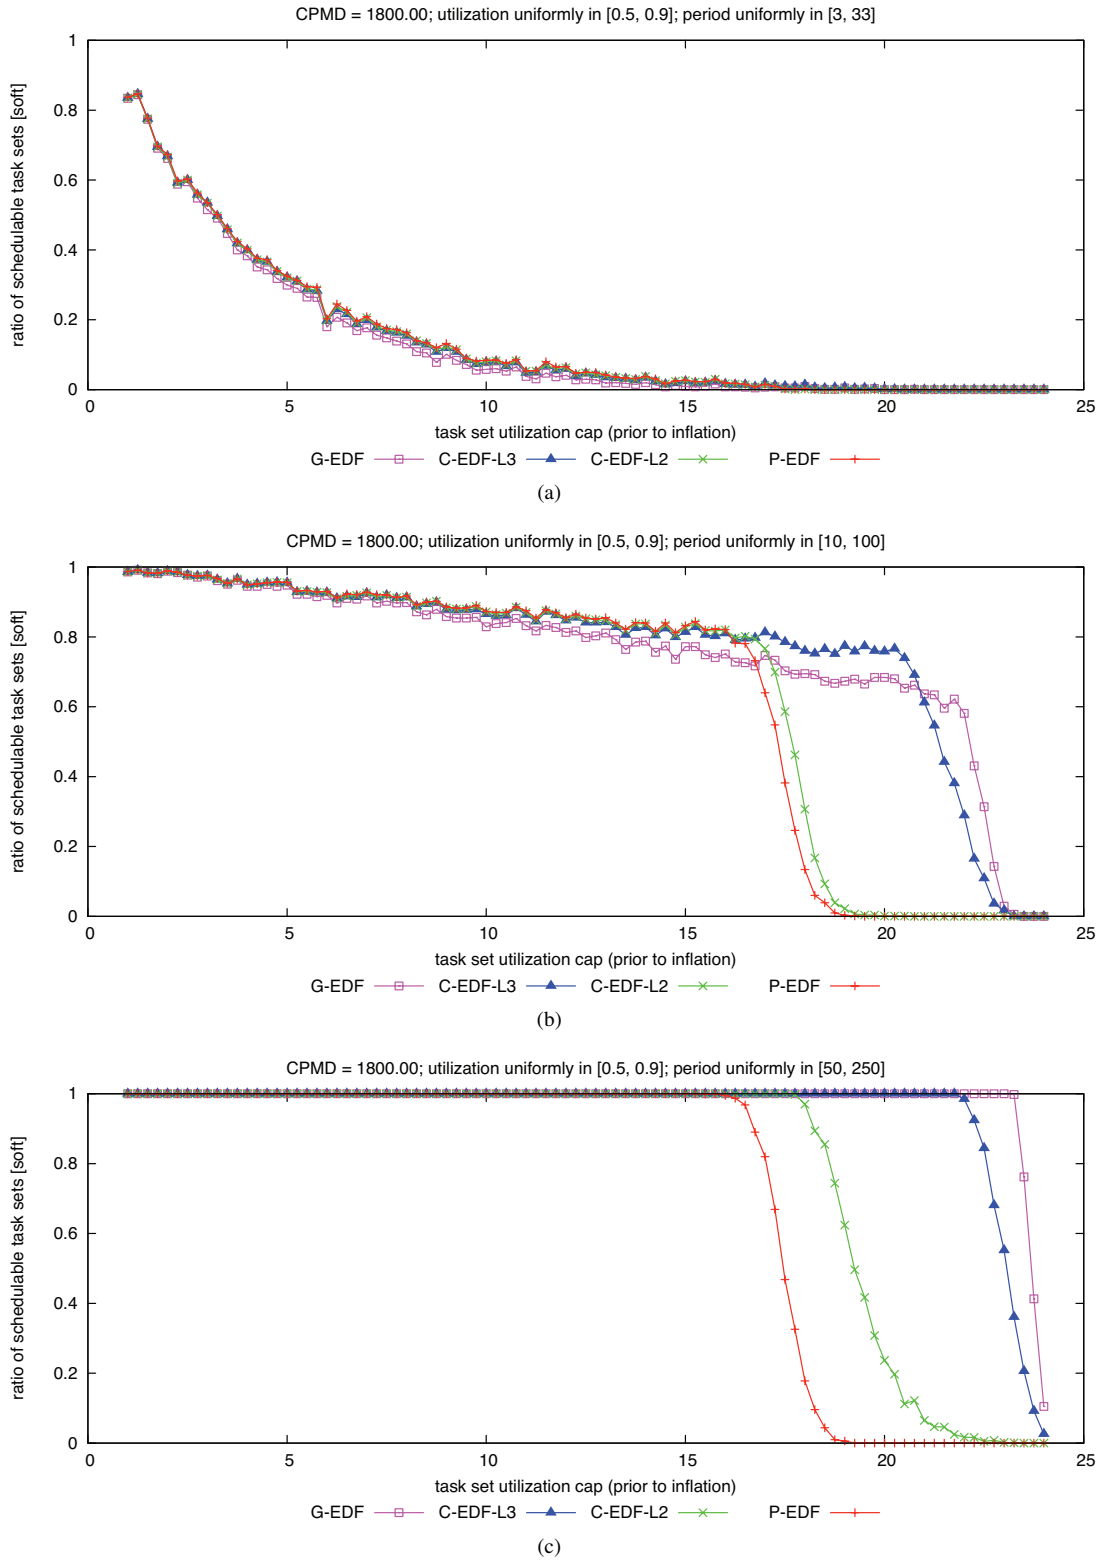 CPMD = 1800.00; utilization uniformly in [0.5, 0.9]; period uniformly in [3, 33]
ratio of schedulable task sets [soft]
1
0.8
0.6
0.4
0.2
0
0 5 10 15 20 25
task set utilization cap (prior to inflation)
G-EDF C-EDF-L3 C-EDF-L2 P-EDF
(a)
CPMD = 1800.00; utilization uniformly in [0.5, 0.9]; period uniformly in [10, 100]
ratio of schedulable task sets [soft]
1
0.8
0.6
0.4
0.2
0
0 5 10 15 20 25
task set utilization cap (prior to inflation)
G-EDF C-EDF-L3 C-EDF-L2 P-EDF
(b)
CPMD = 1800.00; utilization uniformly in [0.5, 0.9]; period uniformly in [50, 250]
ratio of schedulable task sets [soft]
1
0.8
0.6
0.4
0.2
0
0 5 10 15 20 25
task set utilization cap (prior to inflation)
G-EDF C-EDF-L3 C-EDF-L2 P-EDF
(c)